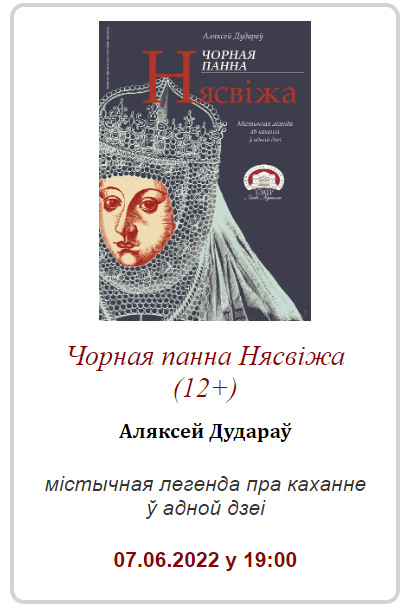 Аляксей Дудараў
ЧОРНАЯ
ПАННА
Нясвіжа
Містычная легенда
аб каханні
ў адной дзеі
Чорная панна Нясвіжа
(12+)
Аляксей Дудараў
містычная легенда пра каханне
ў адной дзеі
07.06.2022 у 19:00